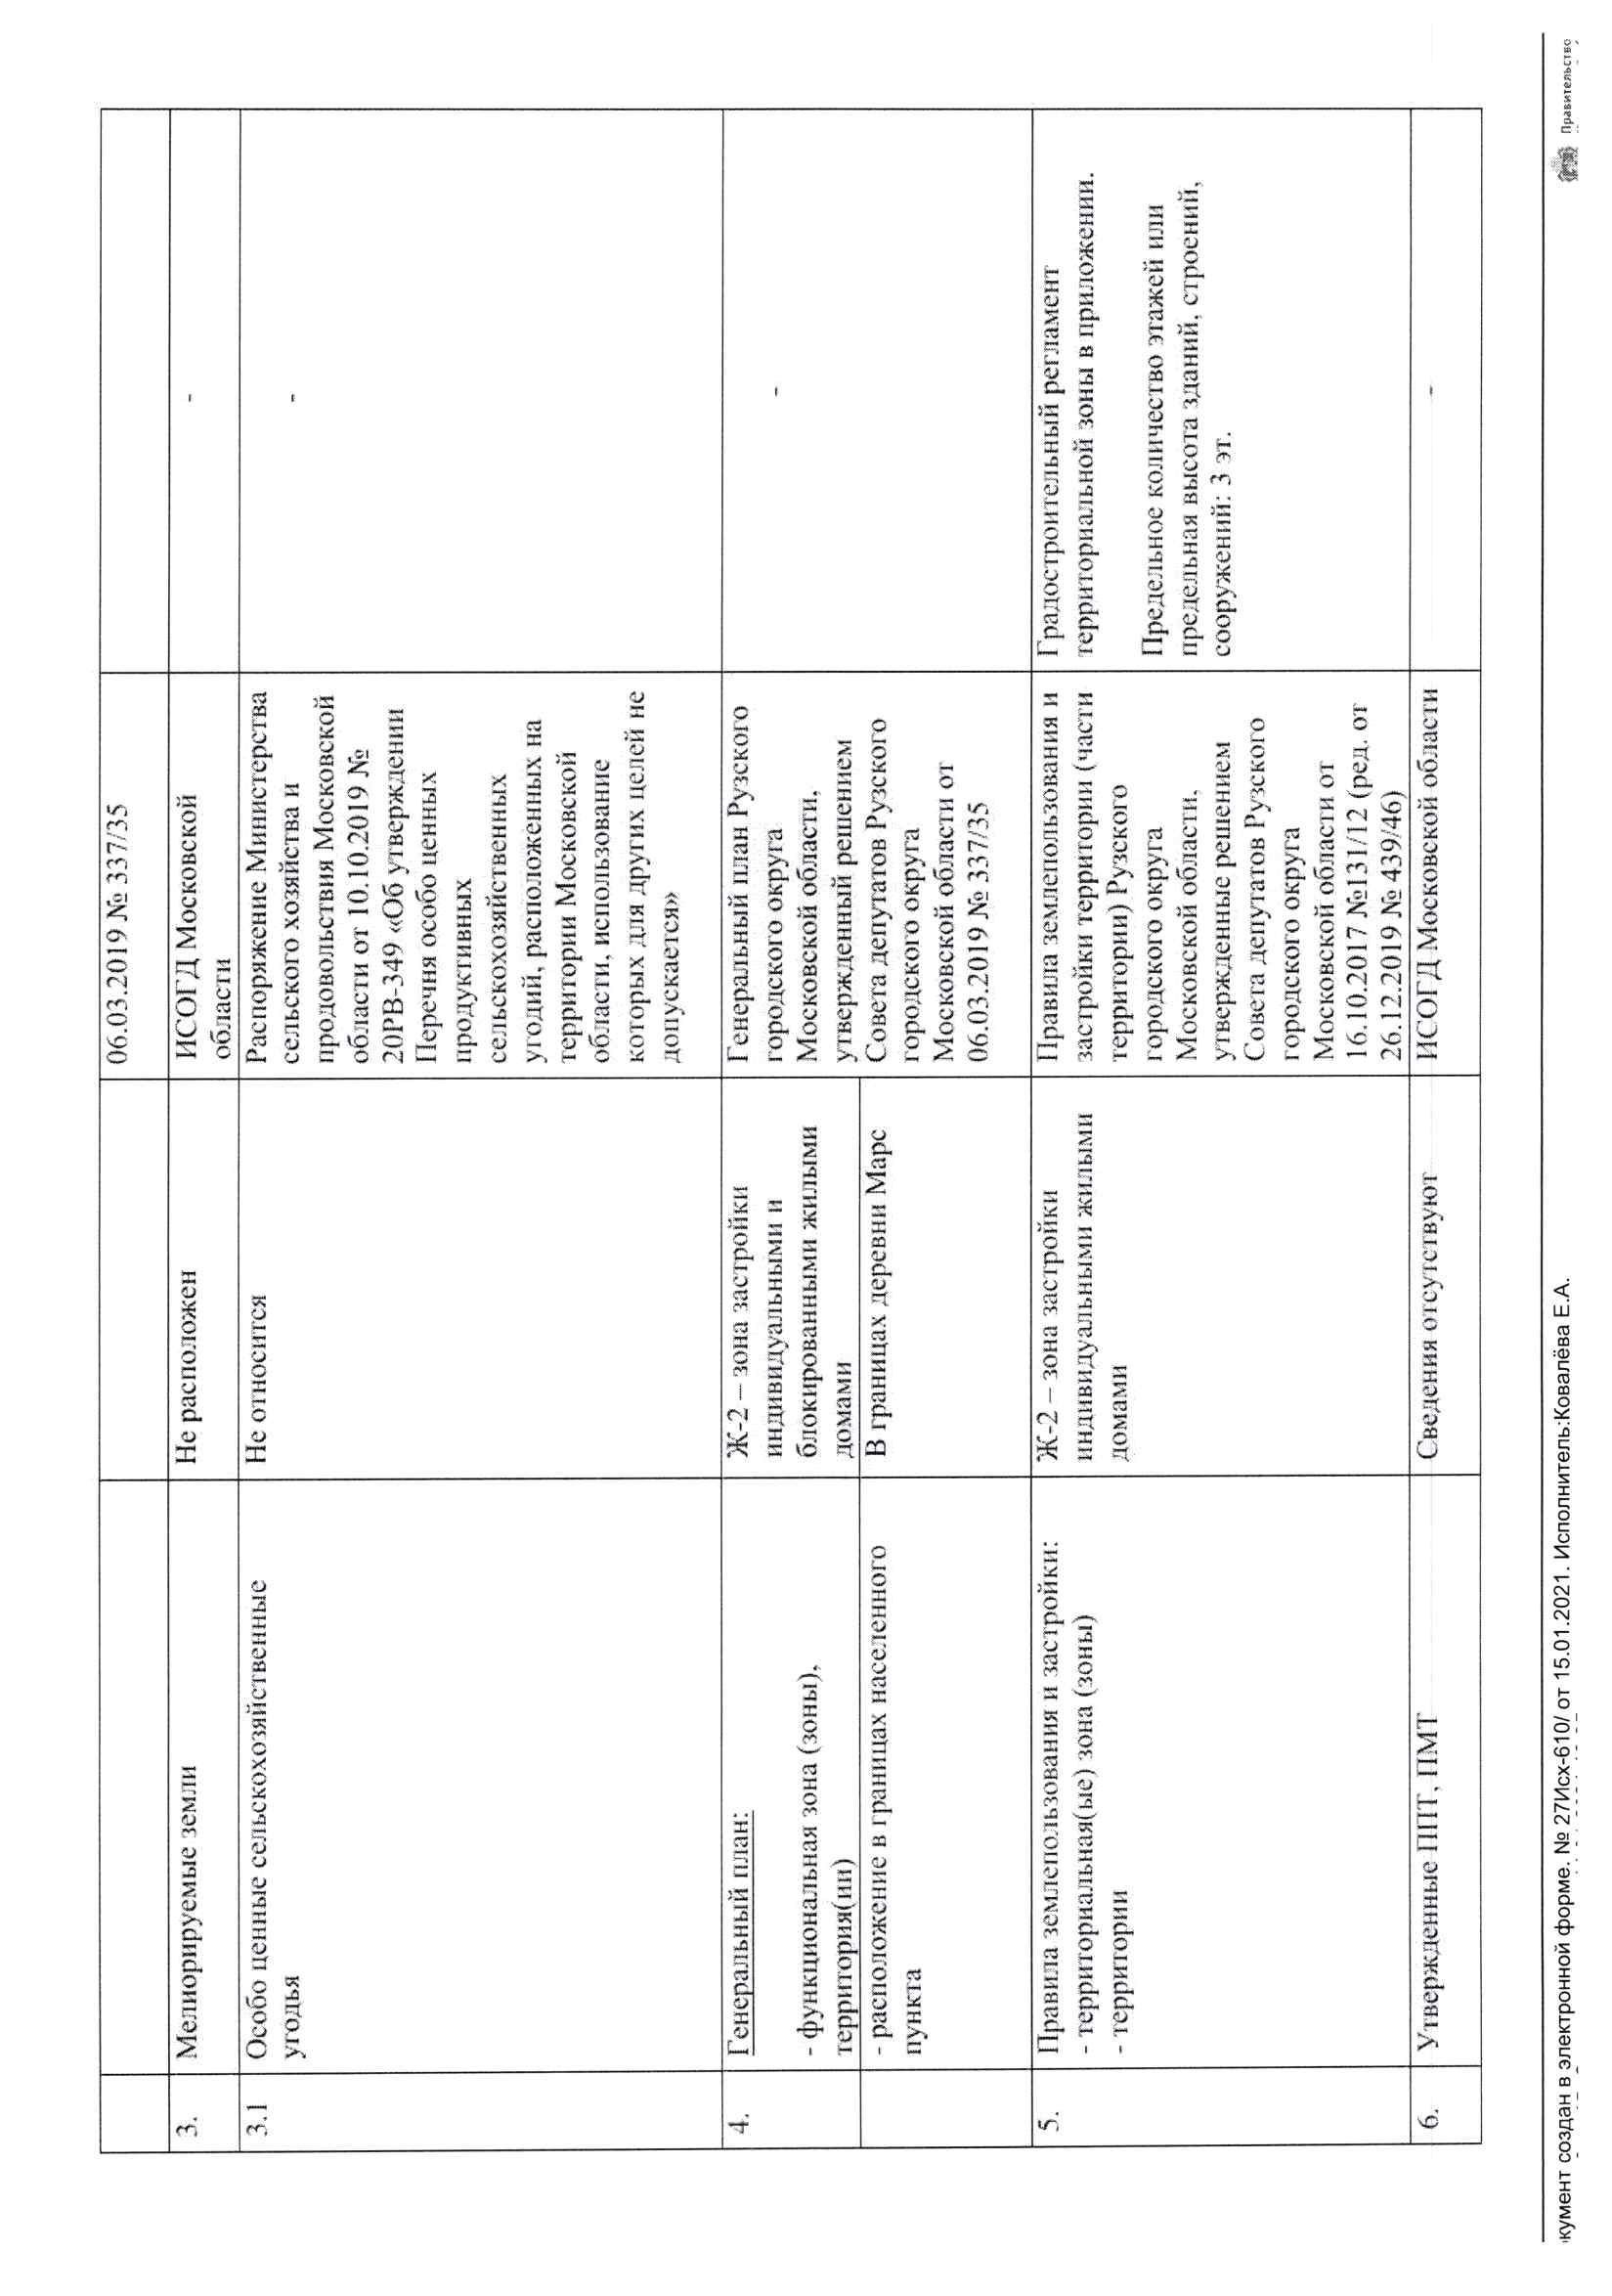 06.03.2019 № 337/35
3.
Мелиорируемые земли
Не расположен
ИСОГД Московской
области
-
3.1
Особо ценные сельскохозяйственные
угодья
Не относится
Распоряжение Министерства
сельского хозяйства и
продовольствия Московской
области от 10.10.2019 №
20РВ-349 «Об утверждении
Перечня особо ценных
продуктивных
сельскохозяйственных
угодий, расположенных на
территории Московской
области, использование
которых для других целей не
допускается»
-
4.
Генеральный план:
- функциональная зона (зоны),
территория(ии)
Ж-2 – зона застройки
индивидуальными и
блокированными жилыми
домами
- расположение в границах населенного
пункта
В границах деревни Марс
Генеральный план Рузского
городского округа
Московской области,
утвержденный решением
Совета депутатов Рузского
городского округа
Московской области от
06.03.2019 № 337/35
-
5.
Правила землепользования и застройки:
- территориальная(ые) зона (зоны)
- территории
Ж-2 – зона застройки
индивидуальными жилыми
домами
Правила землепользования и
застройки территории (части
территории) Рузского
городского округа
Московской области,
утвержденные решением
Совета депутатов Рузского
городского округа
Московской области от
16.10.2017 №131/12 (ред. от
26.12.2019 № 439/46)
Градостроительный регламент
территориальной зоны в приложении.
Предельное количество этажей или
предельная высота зданий, строений,
сооружений: 3 эт.
6.
Утвержденные ППТ, ПМТ
Сведения отсутствуют
ИСОГД Московской области
-
кумент создан в электронной форме. № 27Исх-610/ от 15.01.2021. Исполнитель:Ковалёва Е.А.
Правительство